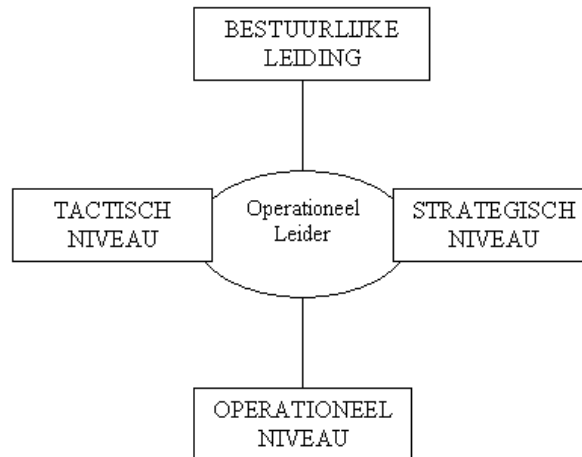 BESTUURLIJKE
LEIDING
TACTISCH
NIVEAU
Operationeel
Leider
STRATEGISCH
NIVEAU
OPERATIONEEL
NIVEAU